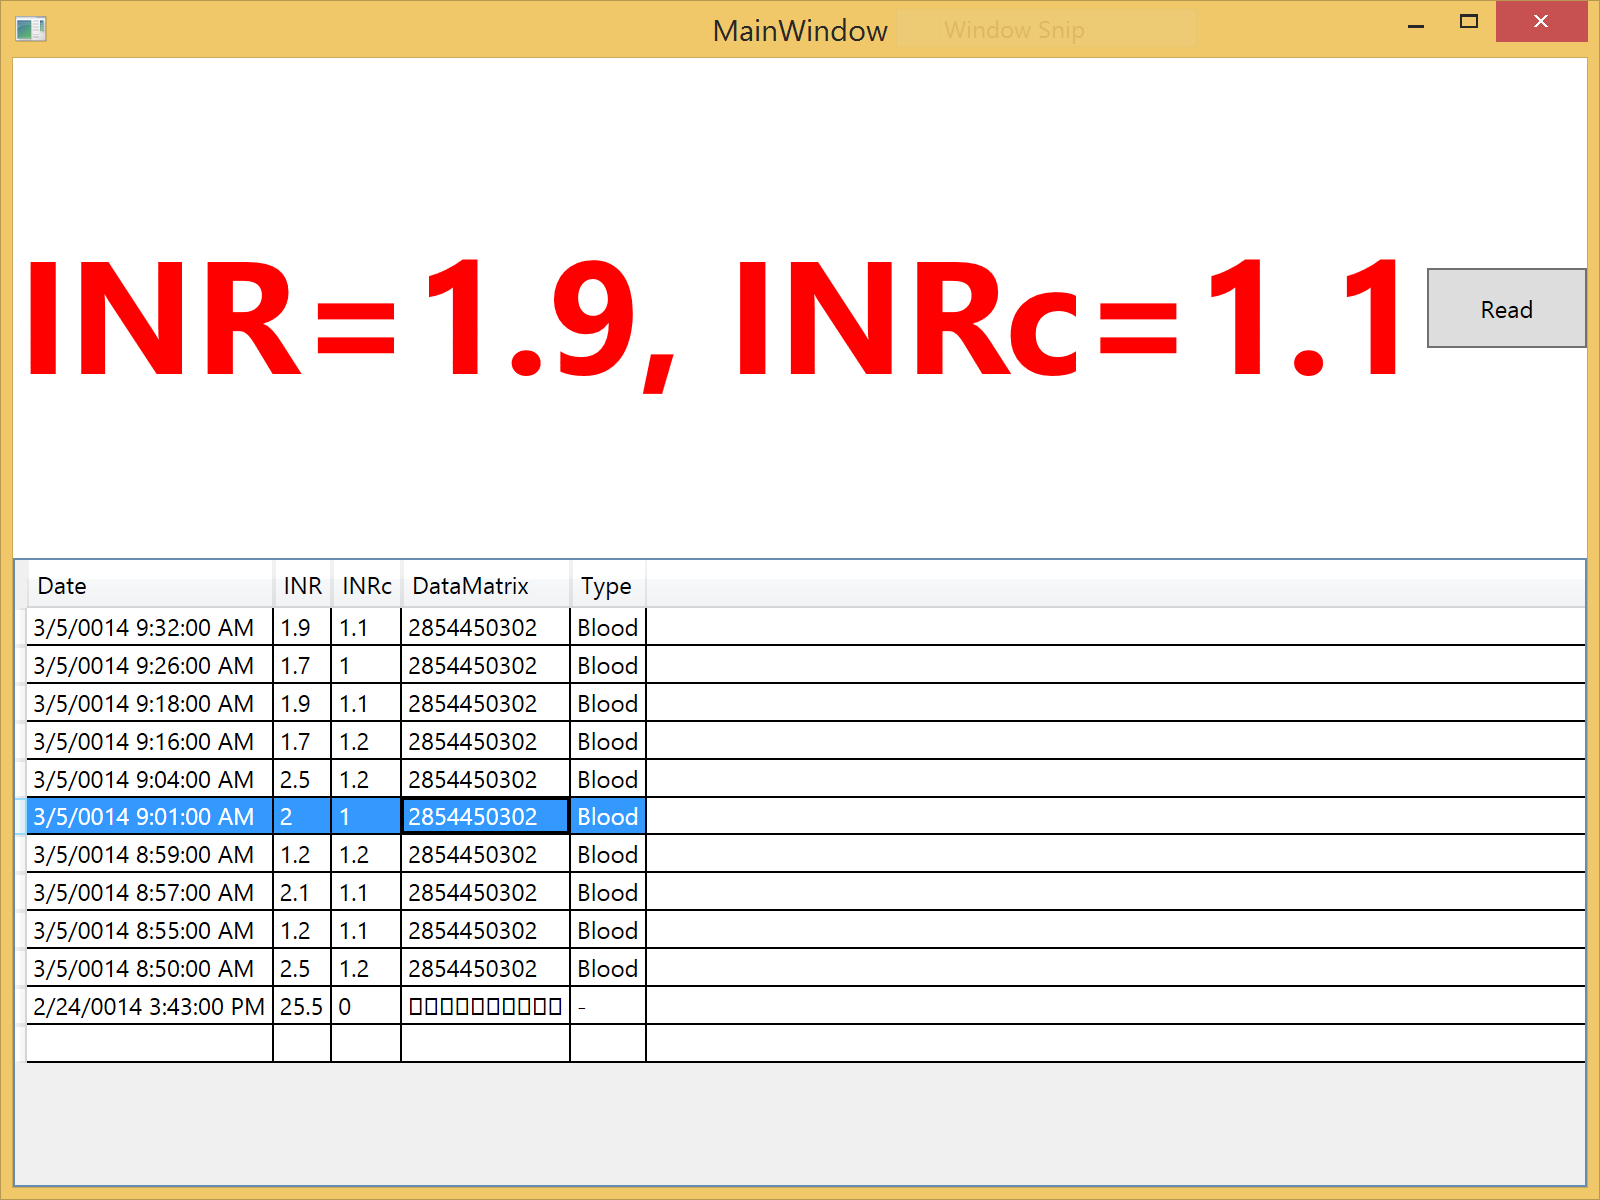 MainWindow
Window Snip
INR=1.9, INRc=1.1
Read
Date INR INRc DataMatrix Type
3/5/0014 9:32:00 AM 1.9 1.1 2854450302 Blood
3/5/0014 9:26:00 AM 1.7 1 2854450302 Blood
3/5/0014 9:18:00 AM 1.9 1.1 2854450302 Blood
3/5/0014 9:16:00 AM 1.7 1.2 2854450302 Blood
3/5/0014 9:04:00 AM 2.5 1.2 2854450302 Blood
3/5/0014 9:01:00 AM 2 1 2854450302 Blood
3/5/0014 8:59:00 AM 1.2 1.2 2854450302 Blood
3/5/0014 8:57:00 AM 2.1 1.1 2854450302 Blood
3/5/0014 8:55:00 AM 1.2 1.1 2854450302 Blood
3/5/0014 8:50:00 AM 2.5 1.2 2854450302 Blood
2/24/0014 3:43:00 PM 25.5 0 ▯▯▯▯▯▯▯▯▯▯ -